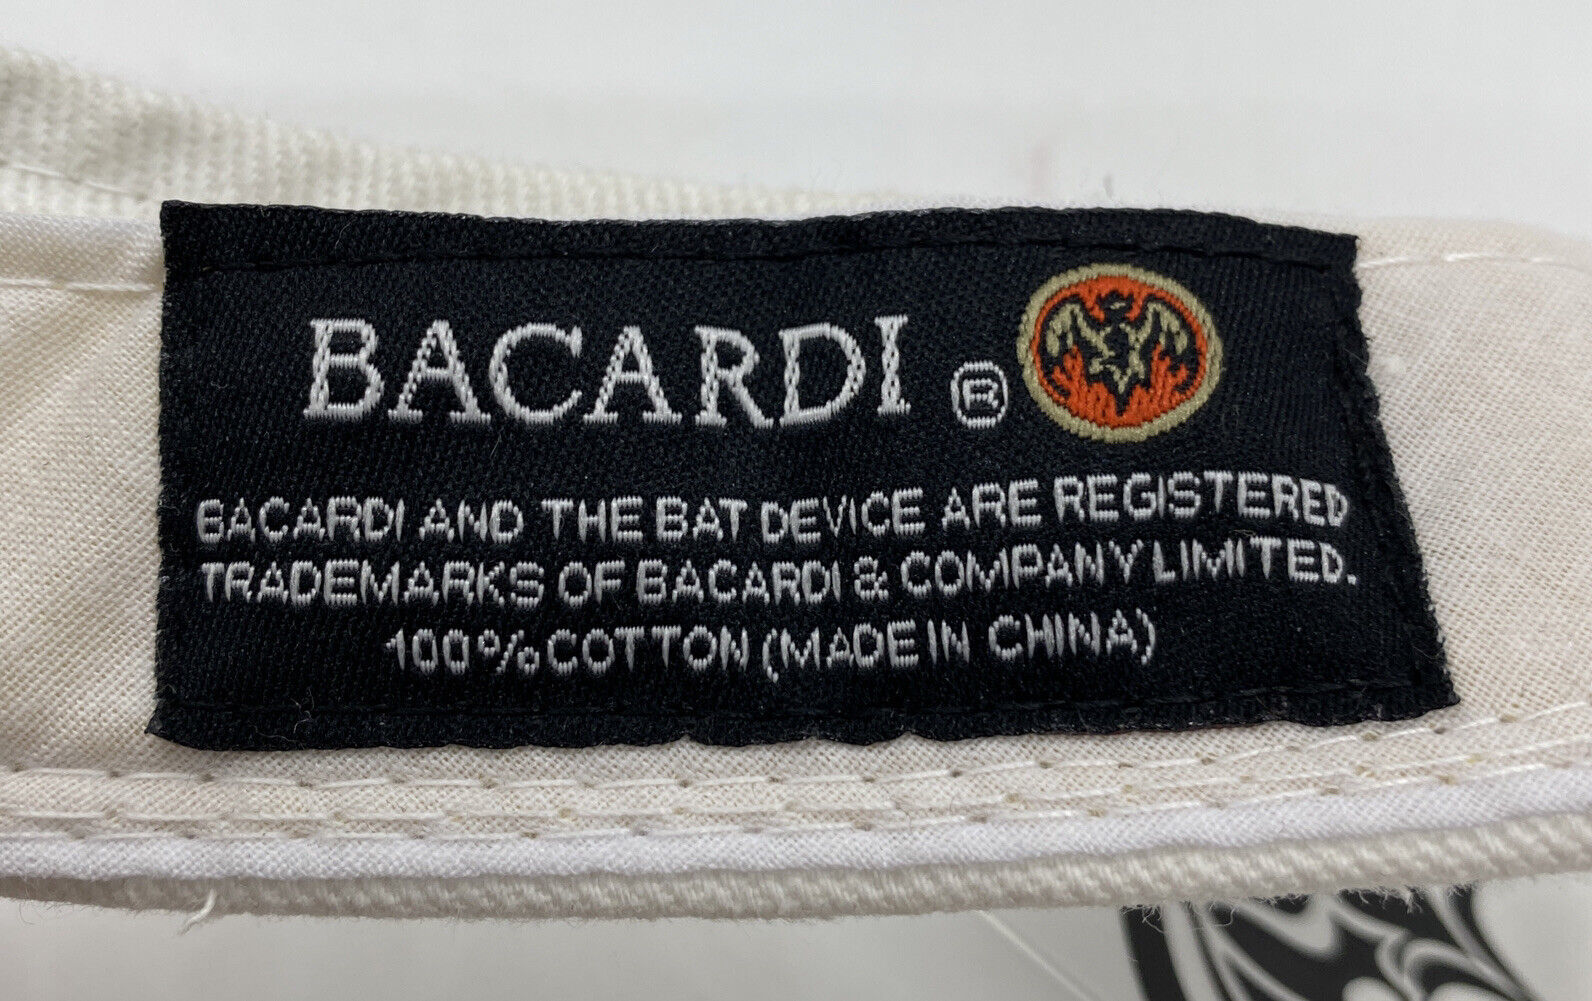 BACARDI ®
BACARDI AND THE BAT DEVICE ARE REGISTERED
TRADEMARKS OF BACARDI & COMPANY LIMITED.
100% COTTON (MADE IN CHINA)